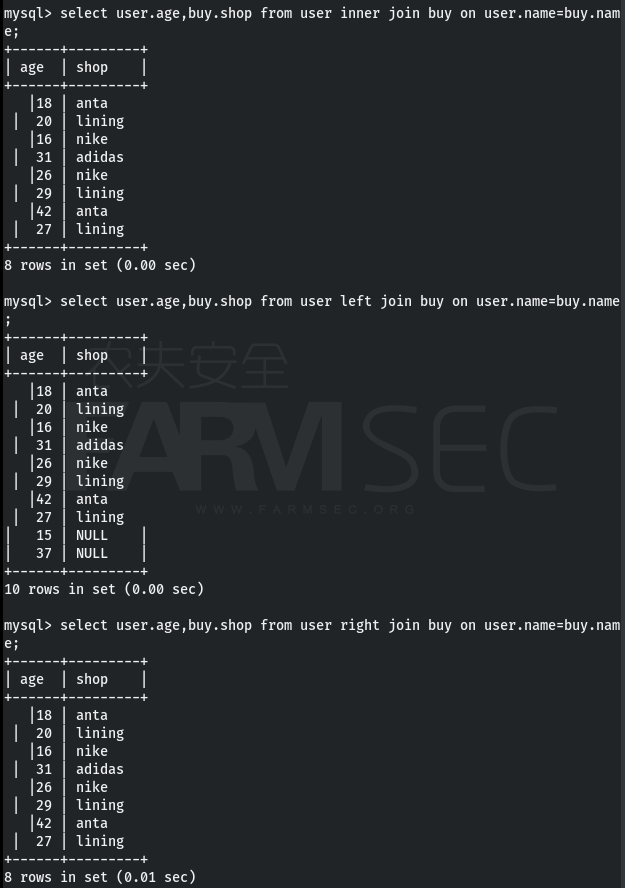 mysql> select user.age,buy.shop from user inner join buy on user.name=buy.nam
e;
+------+---------+
| age  | shop    |
+------+---------+
   |18 | anta
 |  20 | lining
   |16 | nike
 |  31 | adidas
   |26 | nike
 |  29 | lining
   |42 | anta
 |  27 | lining
+------+---------+
8 rows in set (0.00 sec)

mysql> select user.age,buy.shop from user left join buy on user.name=buy.name
;
+------+---------+
| age  | shop    |
+------+---------+
   |18 | anta
 |  20 | lining
   |16 | nike
 |  31 | adidas
   |26 | nike
 |  29 | lining
   |42 | anta
 |  27 | lining
|   15 | NULL    |
|   37 | NULL    |
+------+---------+
10 rows in set (0.00 sec)

mysql> select user.age,buy.shop from user right join buy on user.name=buy.nam
e;
+------+---------+
| age  | shop    |
+------+---------+
   |18 | anta
 |  20 | lining
   |16 | nike
 |  31 | adidas
   |26 | nike
 |  29 | lining
   |42 | anta
 |  27 | lining
+------+---------+
8 rows in set (0.01 sec)
农夫安全
FARMSEC
WWW.FARMSEC.ORG